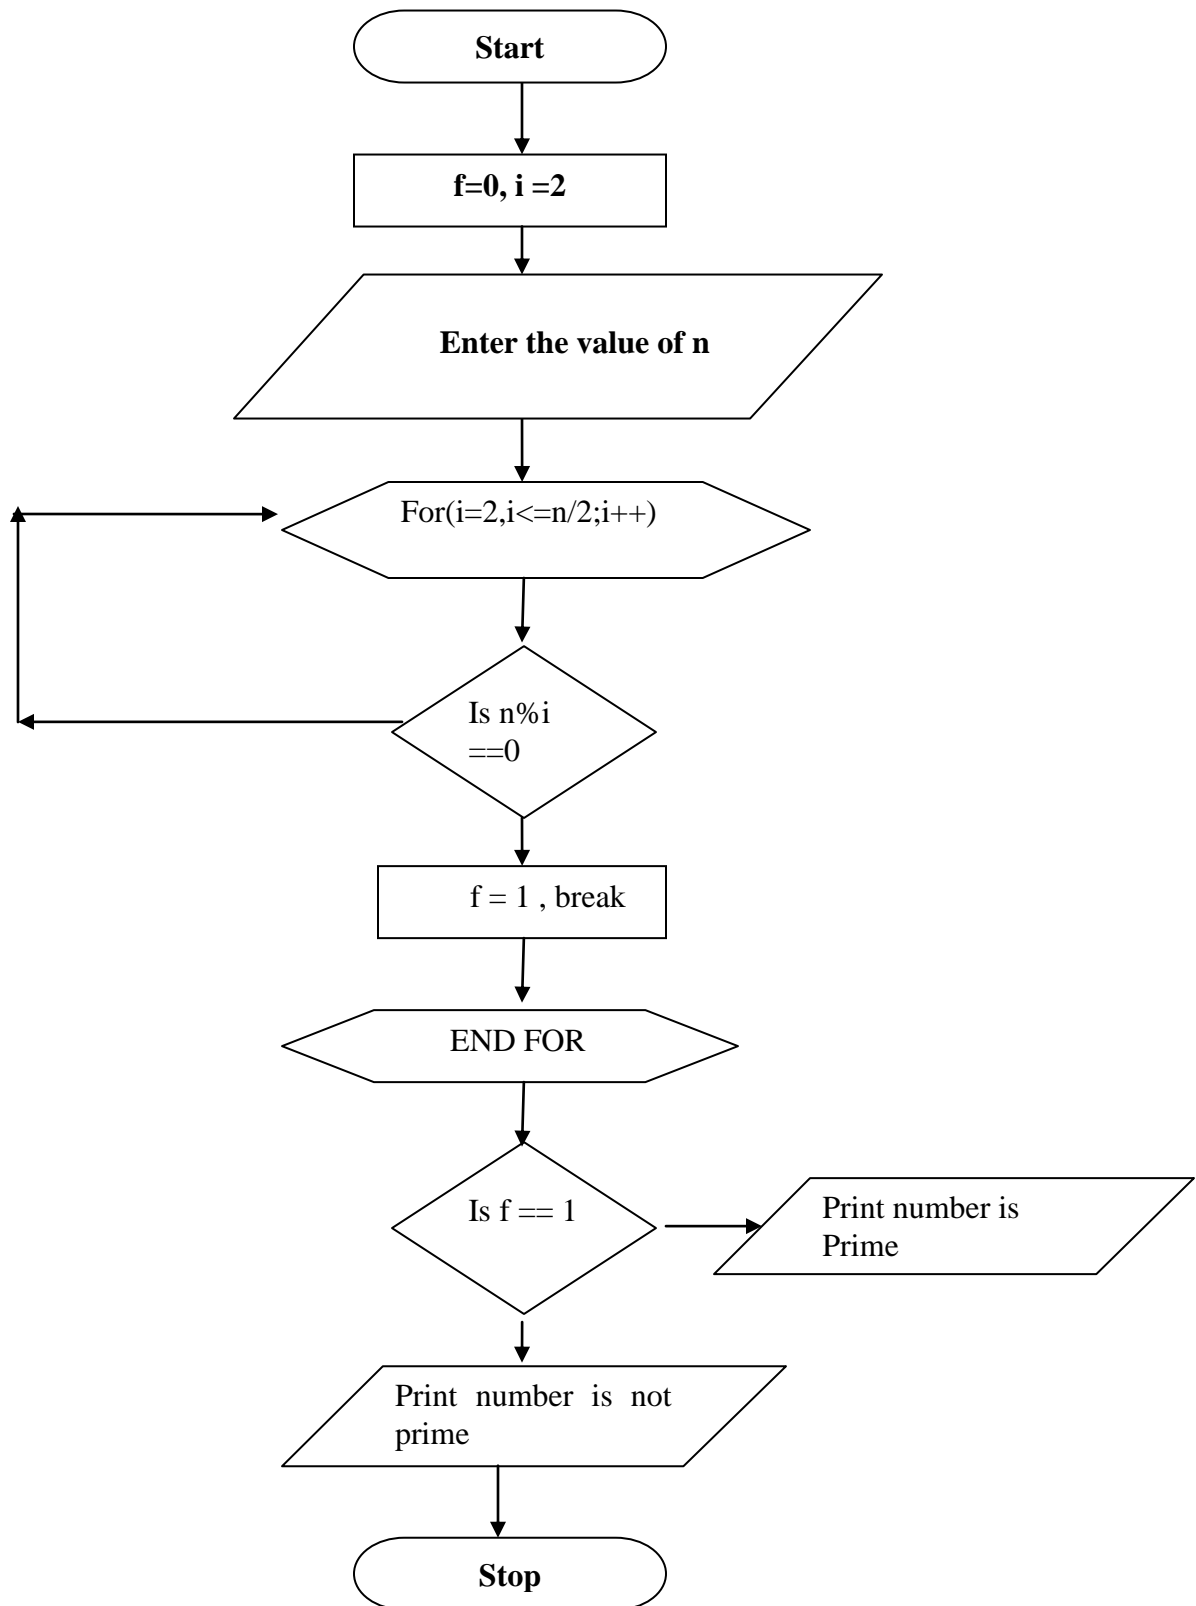 Start
f=0, i =2
Enter the value of n
For(i=2,i<=n/2;i++)
Is n%i
==0
f = 1 , break
END FOR
Is f == 1
Print number is
Prime
Print number is not
prime
Stop